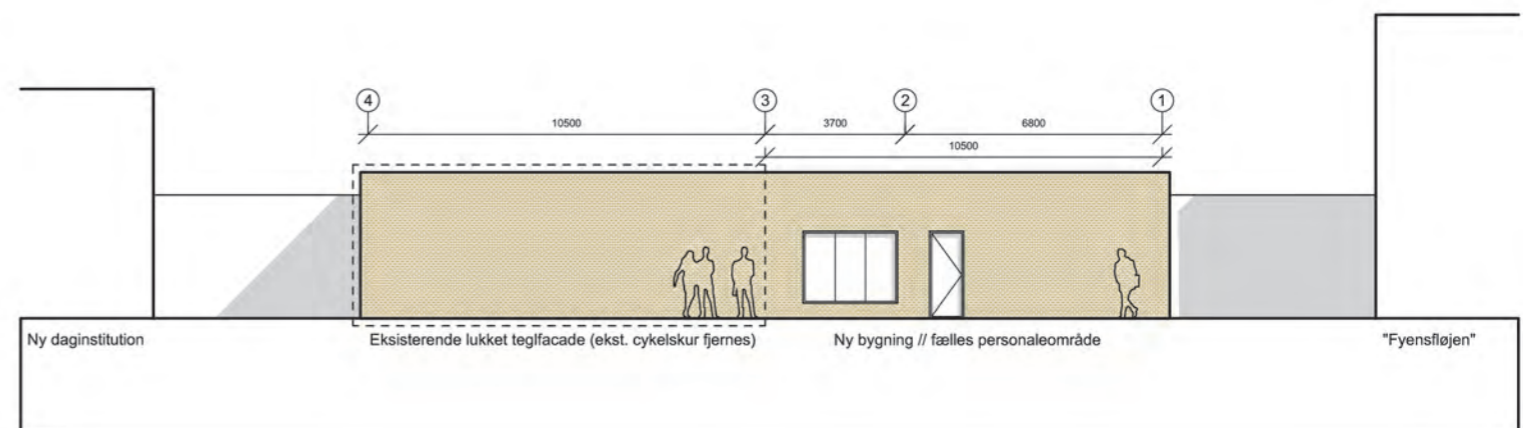 4
3
2
1
10500
3700
6800
10500
Ny daginstitution
Eksisterende lukket teglfacade (ekst. cykelskur fjernes)
Ny bygning // fælles personaleområde
"Fyensfløjen"